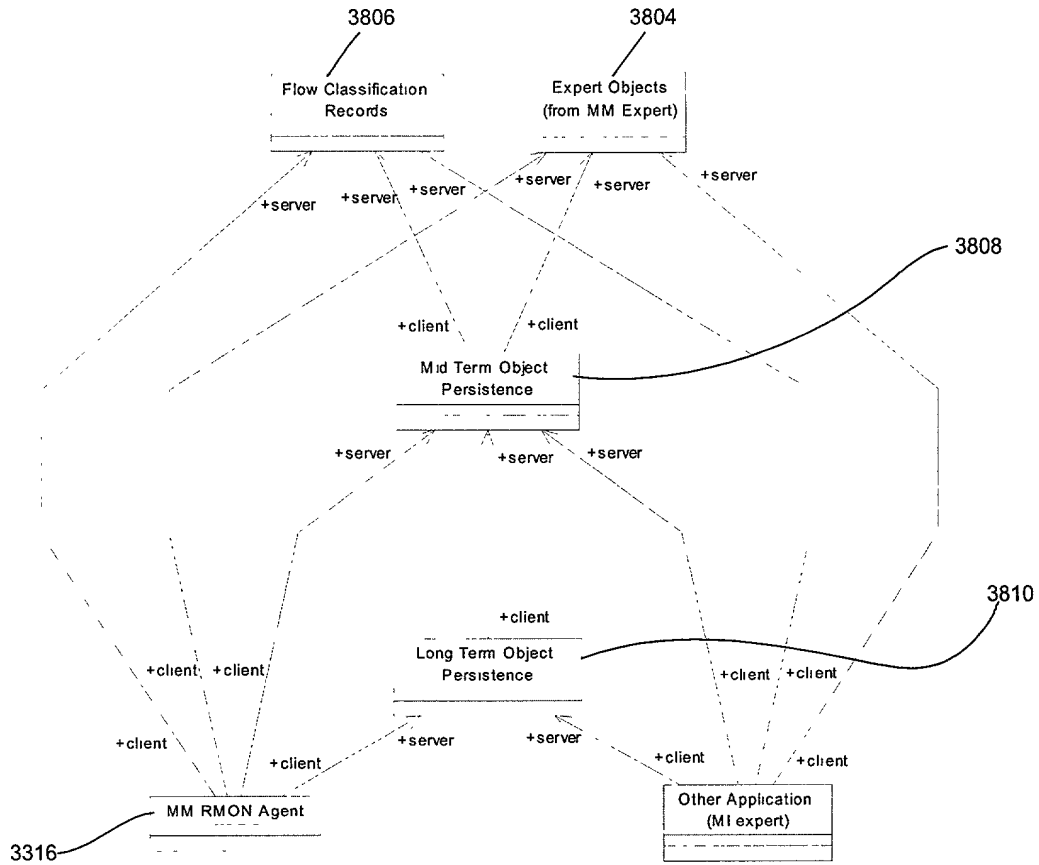 3806
3804
Flow Classification
Records
Expert Objects
(from MM Expert)
+server
+server
+server
+server
+server
+server
3808
+client
+client
Mid Term Object
Persistence
+server
+server
+server
3810
+client
Long Term Object
Persistence
+client
+client
+client
+client
+client
+server
+server
+client
+client
+client
MM RMON Agent
Other Application
(MI expert)
3316